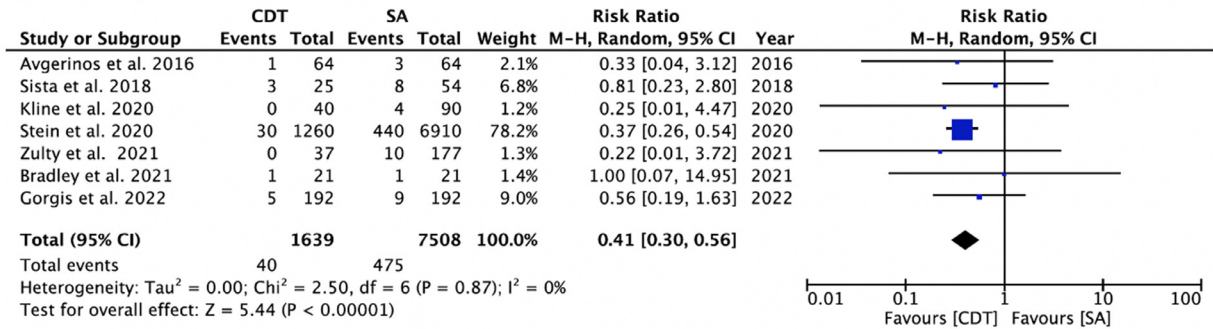 CDT SA Risk Ratio Risk Ratio
Study or Subgroup Events Total Events Total Weight M-H, Random, 95% CI Year M-H, Random, 95% CI
Avgerinos et al. 2016 1 64 3 64 2.1% 0.33 [0.04, 3.12] 2016
Sista et al. 2018 3 25 8 54 6.8% 0.81 [0.23, 2.80] 2018
Kline et al. 2020 0 40 4 90 1.2% 0.25 [0.01, 4.47] 2020
Stein et al. 2020 30 1260 440 6910 78.2% 0.37 [0.26, 0.54] 2020
Zulty et al. 2021 0 37 10 177 1.3% 0.22 [0.01, 3.72] 2021
Bradley et al. 2021 1 21 1 21 1.4% 1.00 [0.07, 14.95] 2021
Gorgis et al. 2022 5 192 9 192 9.0% 0.56 [0.19, 1.63] 2022
Total (95% CI) 1639 7508 100.0% 0.41 [0.30, 0.56]
Total events 40 475
Heterogeneity: Tau² = 0.00; Chi² = 2.50, df = 6 (P = 0.87); I² = 0%
Test for overall effect: Z = 5.44 (P < 0.00001)
0.01 0.1 1 10 100
Favours [CDT] Favours [SA]